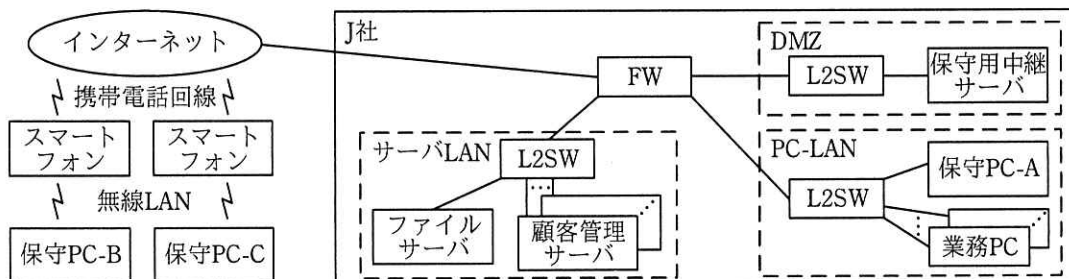 インターネット
携帯電話回線
スマート
フォン
スマート
フォン
無線LAN
保守PC-B
保守PC-C
J社
FW
サーバLAN
L2SW
ファイル
サーバ
顧客管理
サーバ
DMZ
L2SW
保守用中継
サーバ
PC-LAN
L2SW
保守PC-A
業務PC